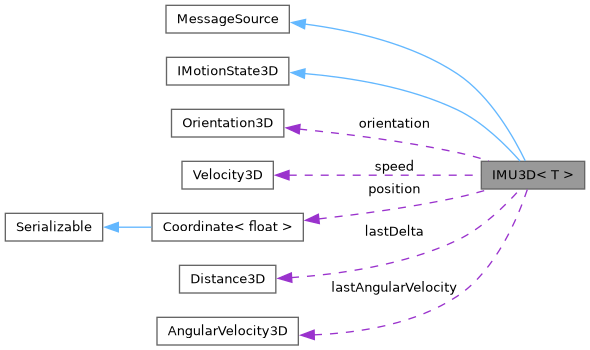 MessageSource
IMotionState3D
Orientation3D
orientation
Velocity3D
speed
IMU3D< T >
position
Serializable
Coordinate< float >
lastDelta
Distance3D
lastAngularVelocity
AngularVelocity3D